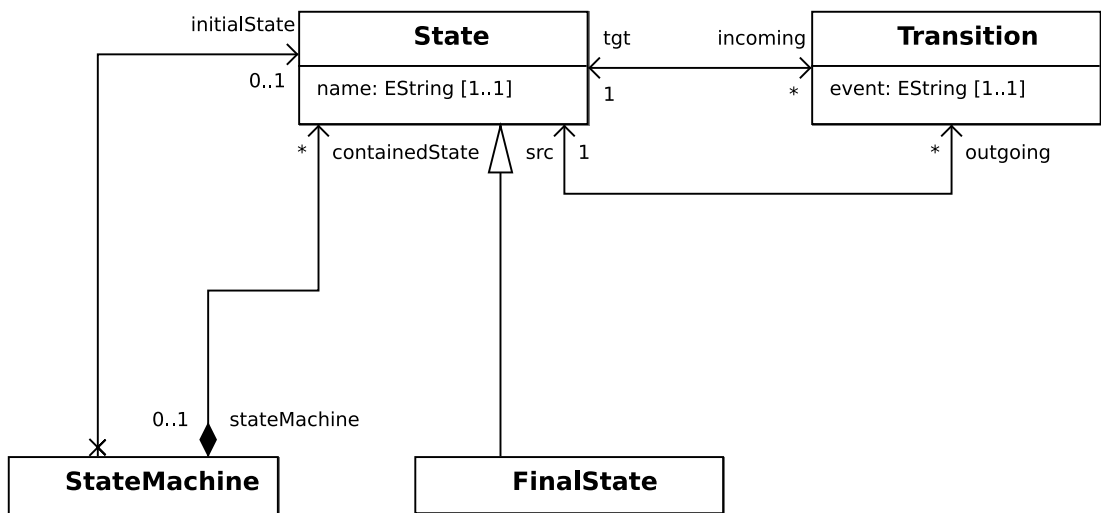 initialState
State
tgt
incoming
Transition
0..1
name: EString [1..1]
1
*
event: EString [1..1]
*
containedState
src
1
*
outgoing
0..1
stateMachine
StateMachine
FinalState